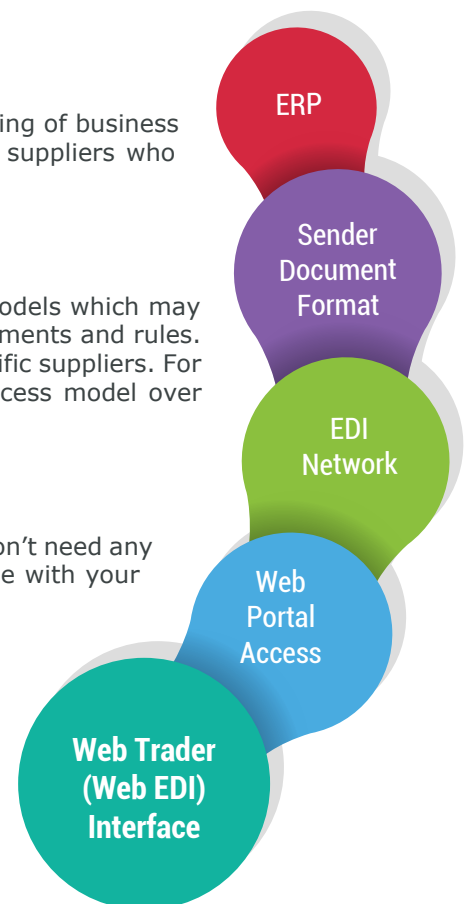 ing of business
suppliers who
odels which may
ments and rules.
ific suppliers. For
cess model over
on't need any
e with your
ERP
Sender
Document
Format
EDI
Network
Web
Portal
Access
Web Trader
(Web EDI)
Interface